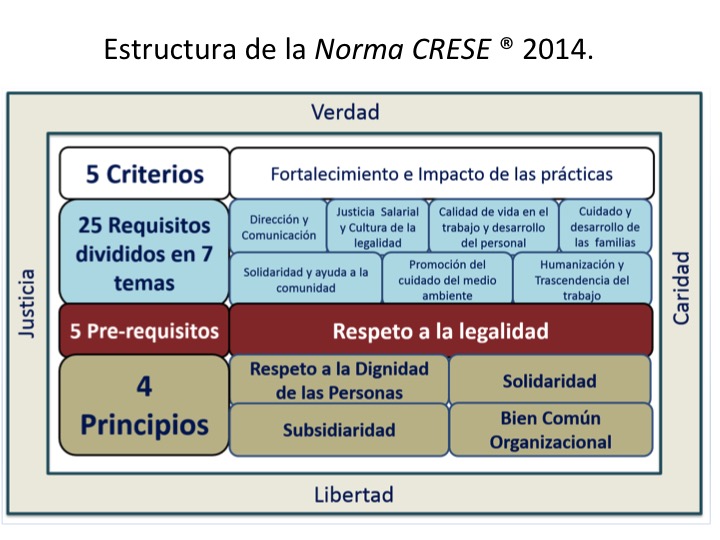 Estructura de la Norma CRESE ® 2014.
Verdad
Justicia
Caridad
5 Criterios
Fortalecimiento e Impacto de las prácticas
25 Requisitos
divididos en 7
temas
Dirección y
Comunicación
Justicia Salarial
y Cultura de la
legalidad
Calidad de vida en el
trabajo y desarrollo
del personal
Cuidado y
desarrollo de
las familias
Solidaridad y ayuda a la
comunidad
Promoción del
cuidado del medio
ambiente
Humanización y
Trascendencia del
trabajo
5 Pre-requisitos
Respeto a la legalidad
4
Principios
Respeto a la Dignidad
de las Personas
Solidaridad
Subsidiaridad
Bien Común
Organizacional
Libertad